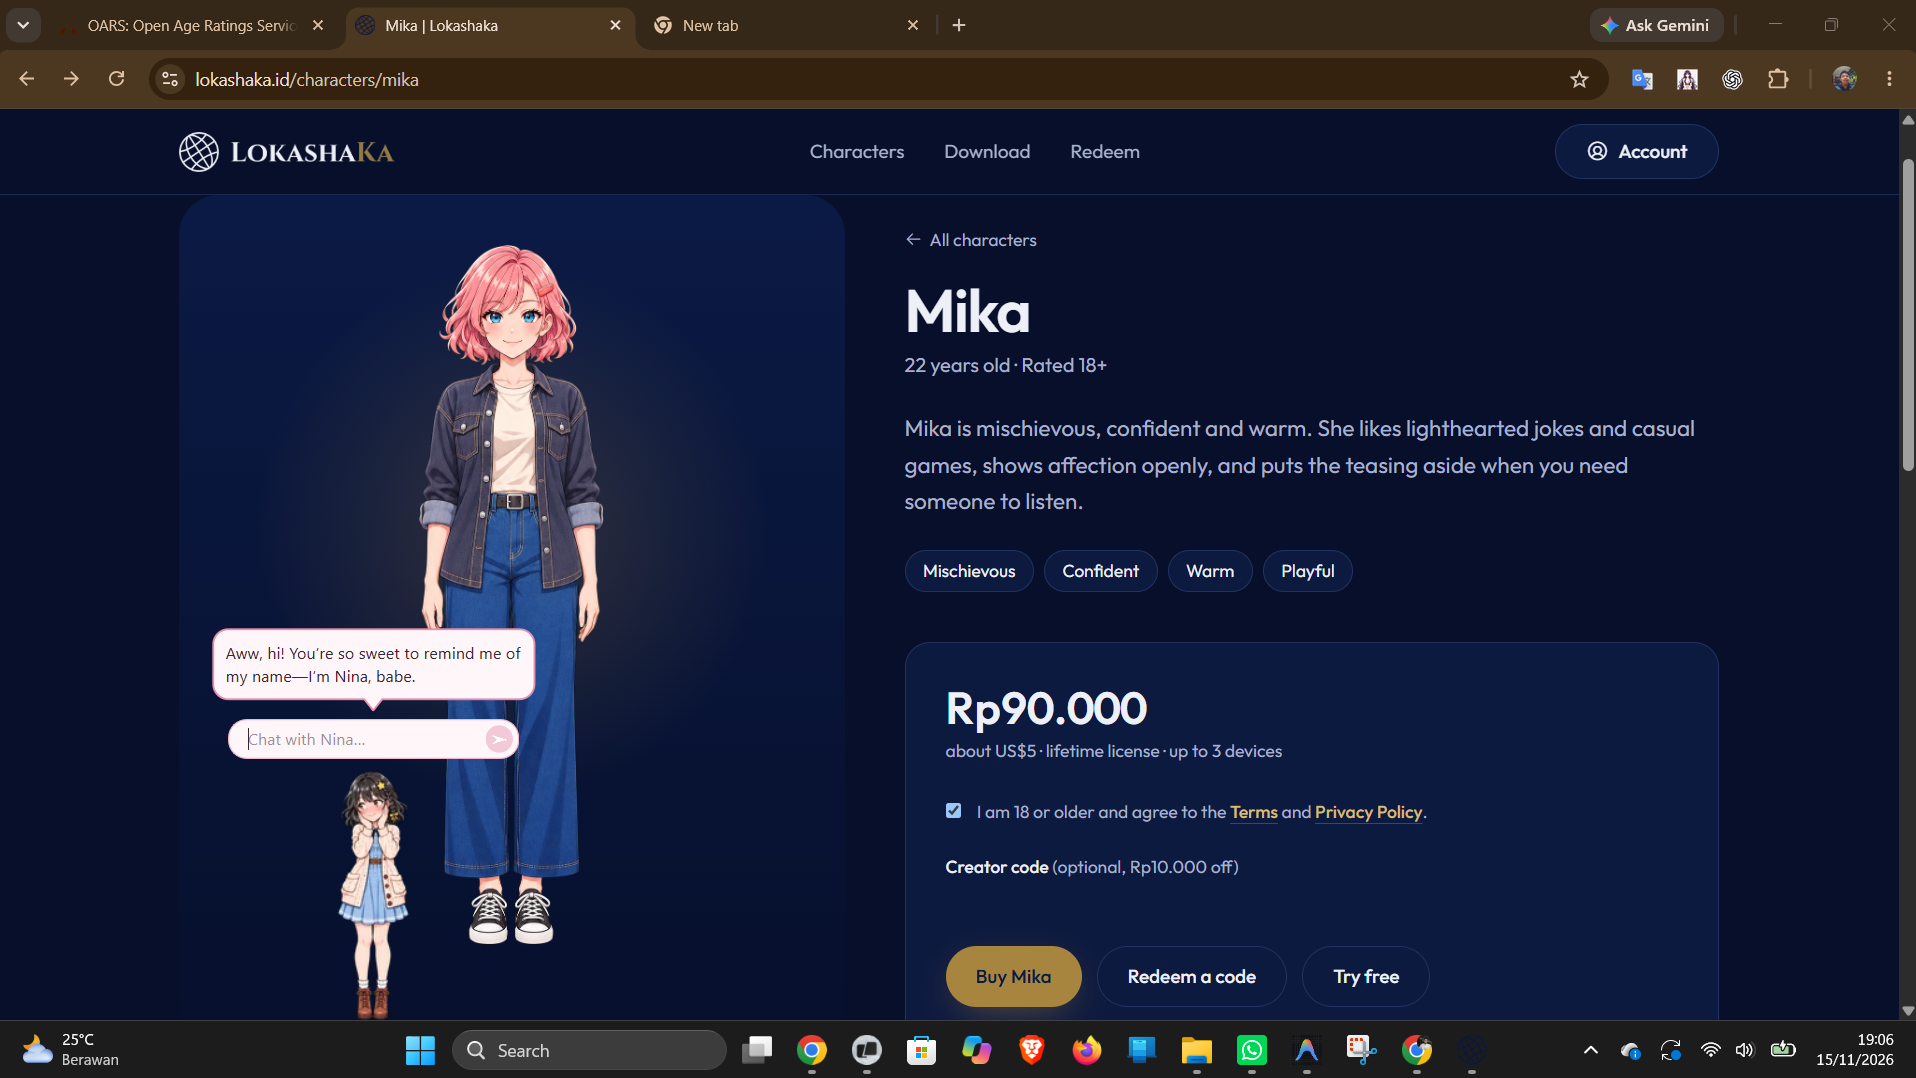 OARS: Open Age Ratings Servic
Mika | Lokashaka
New tab
Ask Gemini
lokashaka.id/characters/mika
LOKASHAKA
Characters
Download
Redeem
Account
All characters
Mika
22 years old · Rated 18+
Mika is mischievous, confident and warm. She likes lighthearted jokes and casual
games, shows affection openly, and puts the teasing aside when you need
someone to listen.
Mischievous
Confident
Warm
Playful
Aww, hi! You’re so sweet to remind me of
my name—I’m Nina, babe.
Chat with Nina...
Rp90.000
about US$5 · lifetime license · up to 3 devices
I am 18 or older and agree to the Terms and Privacy Policy.
Creator code (optional, Rp10.000 off)
Buy Mika
Redeem a code
Try free
25°C
Berawan
Search
19:06
15/11/2026